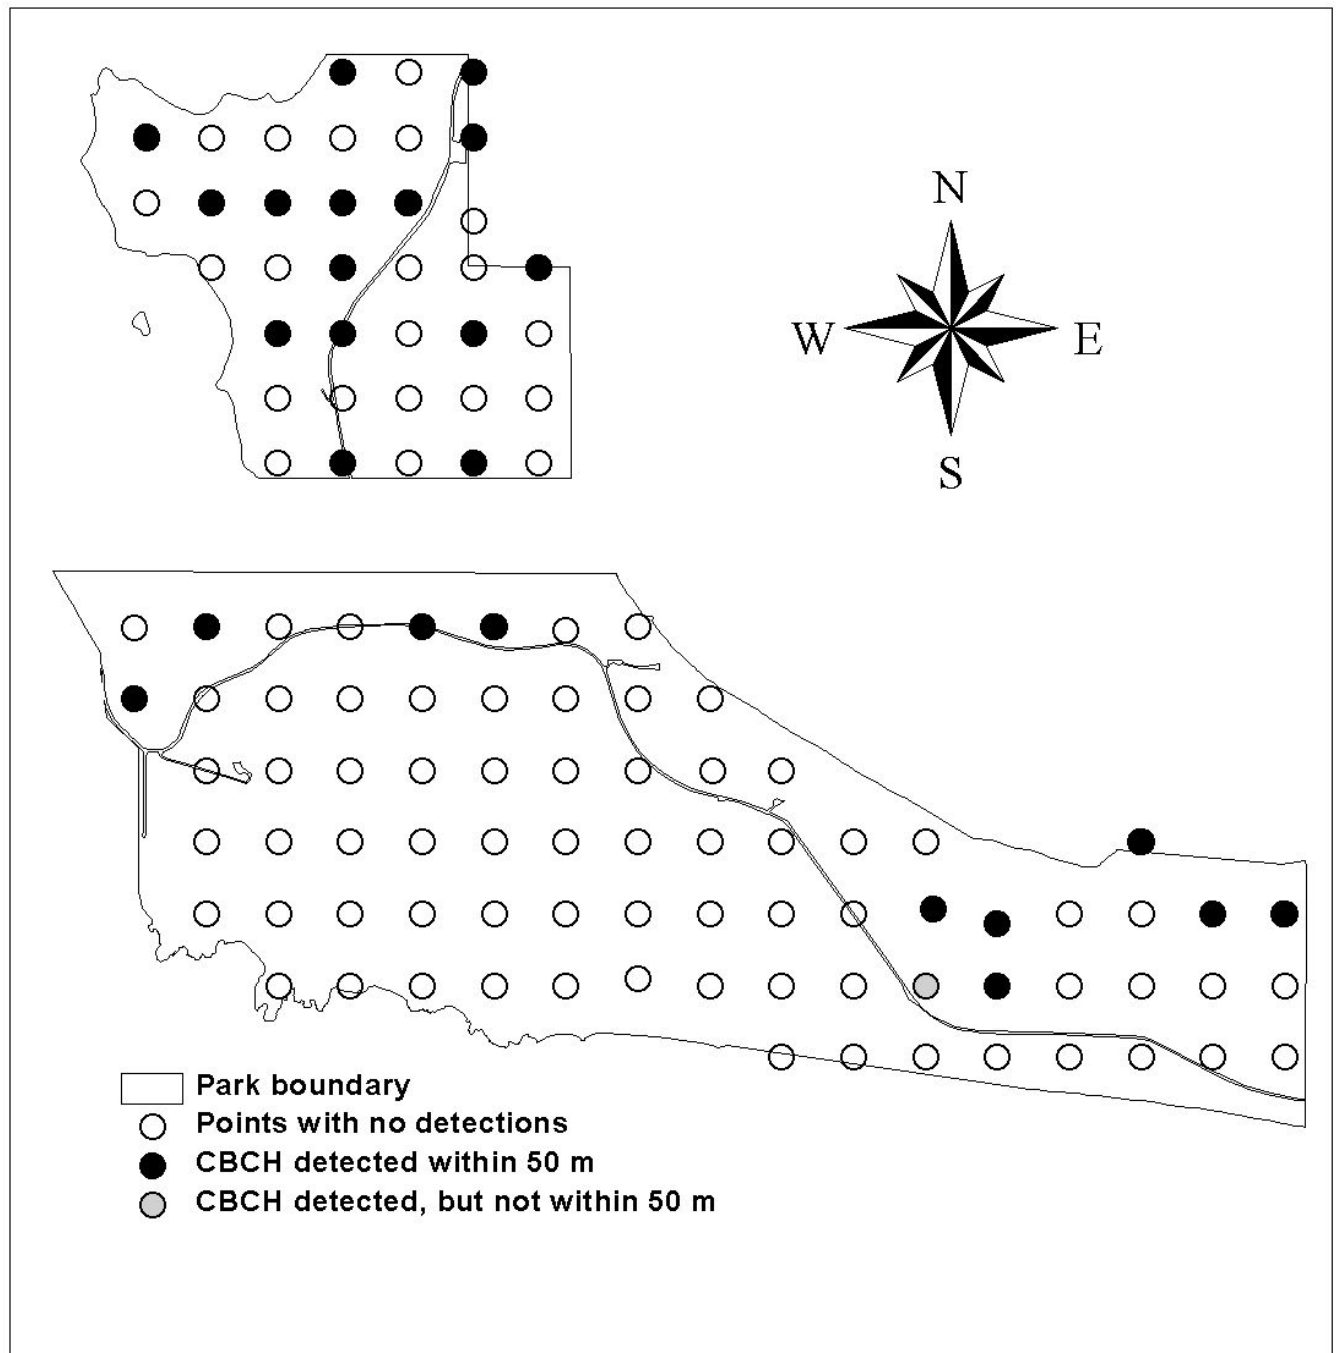 N
W
E
S
Park boundary
Points with no detections
CBCH detected within 50 m
CBCH detected, but not within 50 m